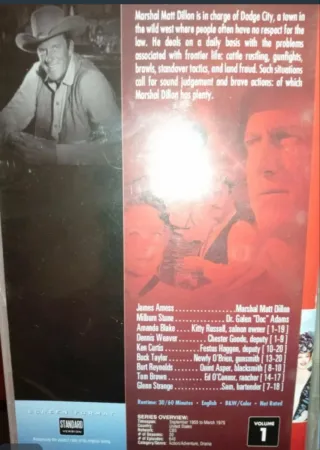 Marshal Matt Dillon is in charge of Dodge City, a town in
the wild west where people often have no respect for the
law. He deals on a daily basis with the problems
associated with frontier life: cattle rustling, gunfights,
brawls, standover tactics, and land fraud. Such situations
call for sound judgement and brave actions: of which
Marshal Dillon has plenty.
James Arness....................Marshal Matt Dillon
Milburn Stone...............Dr. Galen "Doc" Adams
Amanda Blake.....Kitty Russell, saloon owner [ 1-19 ]
Dennis Weaver........Chester Goode, deputy [ 1-9 ]
Ken Curtis.........Festus Haggen, deputy [ 10-20 ]
Buck Taylor......Newly O'Brien, gunsmith [ 13-20 ]
Burt Reynolds......Quint Asper, blacksmith [ 8-10 ]
Tom Brown........Ed O'Connor, rancher [ 14-17 ]
Glenn Strange.............Sam, bartender [ 7-18 ]
Runtime: 30/60 Minutes • English • B&W/Color • Not Rated
STANDARD
SERIES OVERVIEW:
United States
CBS
VOLUME
1